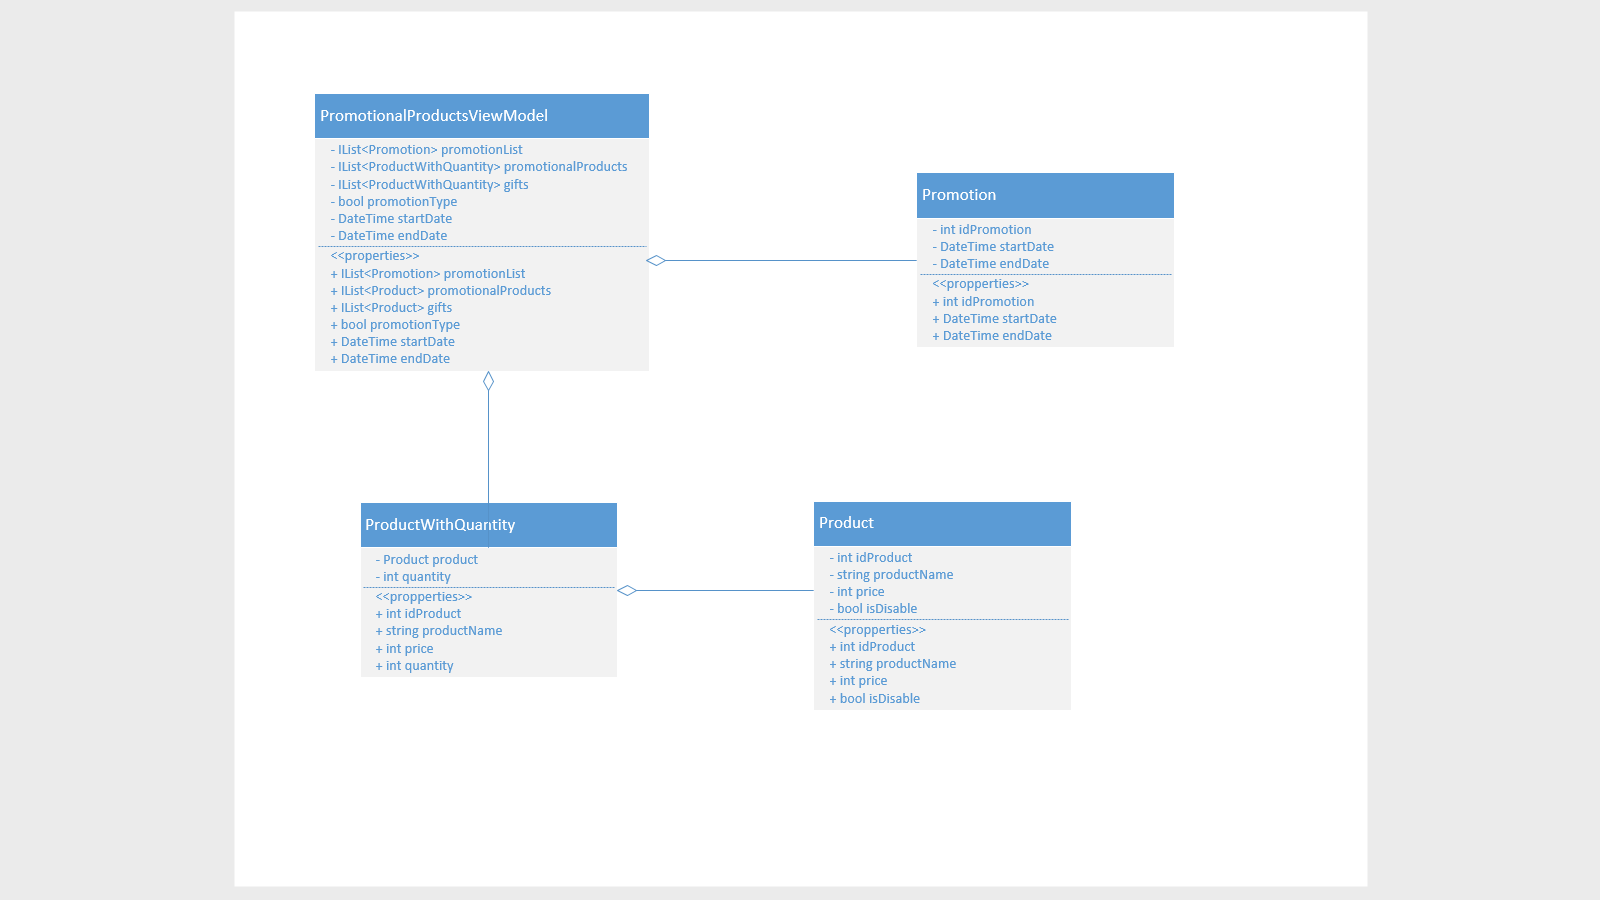 PromotionalProductsViewModel
- IList<Promotion> promotionList
- IList<ProductWithQuantity> promotionalProducts
- IList<ProductWithQuantity> gifts
- bool promotionType
- DateTime startDate
- DateTime endDate
<<properties>>
+ IList<Promotion> promotionList
+ IList<Product> promotionalProducts
+ IList<Product> gifts
+ bool promotionType
+ DateTime startDate
+ DateTime endDate
Promotion
- int idPromotion
- DateTime startDate
- DateTime endDate
<<propperties>>
+ int idPromotion
+ DateTime startDate
+ DateTime endDate
ProductWithQuantity
- Product product
- int quantity
<<propperties>>
+ int idProduct
+ string productName
+ int price
+ int quantity
Product
- int idProduct
- string productName
- int price
- bool isDisable
<<propperties>>
+ int idProduct
+ string productName
+ int price
+ bool isDisable